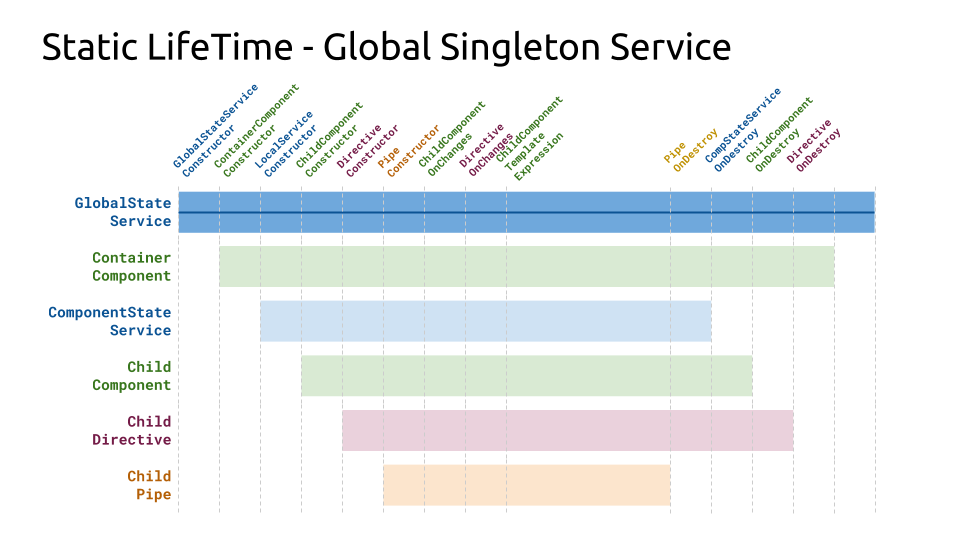 Static LifeTime - Global Singleton Service
GlobalStateService
Constructor
ContainerComponent
Constructor
LocalService
Constructor
ChildComponent
Constructor
Directive
Constructor
Pipe
Constructor
ChildComponent
OnChanges
Directive
OnChanges
ChildComponent
Template
Expression
Pipe
OnDestroy
CompStateService
OnDestroy
ChildComponent
OnDestroy
Directive
OnDestroy
GlobalState
Service
Container
Component
ComponentState
Service
Child
Component
Child
Directive
Child
Pipe